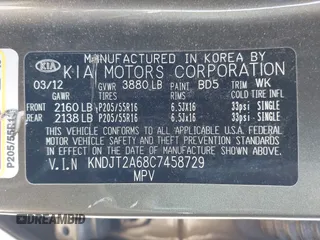 MANUFACTURED IN KOREA BY
KIA KIA MOTORS CORPORATION
03/12 GVWR 3880 LB PAINT BD5 TRIM WK
GAWR TIRES RIMS COLD TIRE INFL
FRONT 2160 LB P205/55R16 6.5JX16 33psi SINGLE
REAR 2138 LB P205/55R16 6.5JX16 33psi SINGLE
THIS VEHICLE CONFORMS TO ALL APPLICABLE U.S. FEDERAL MOTOR
VEHICLE SAFETY AND THEFT PREVENTION STANDARDS IN EFFECT ON
THE DATE OF MANUFACTURE SHOWN ABOVE.
V.I.N KNDJT2A68C7458729
MPV
P205/55R16